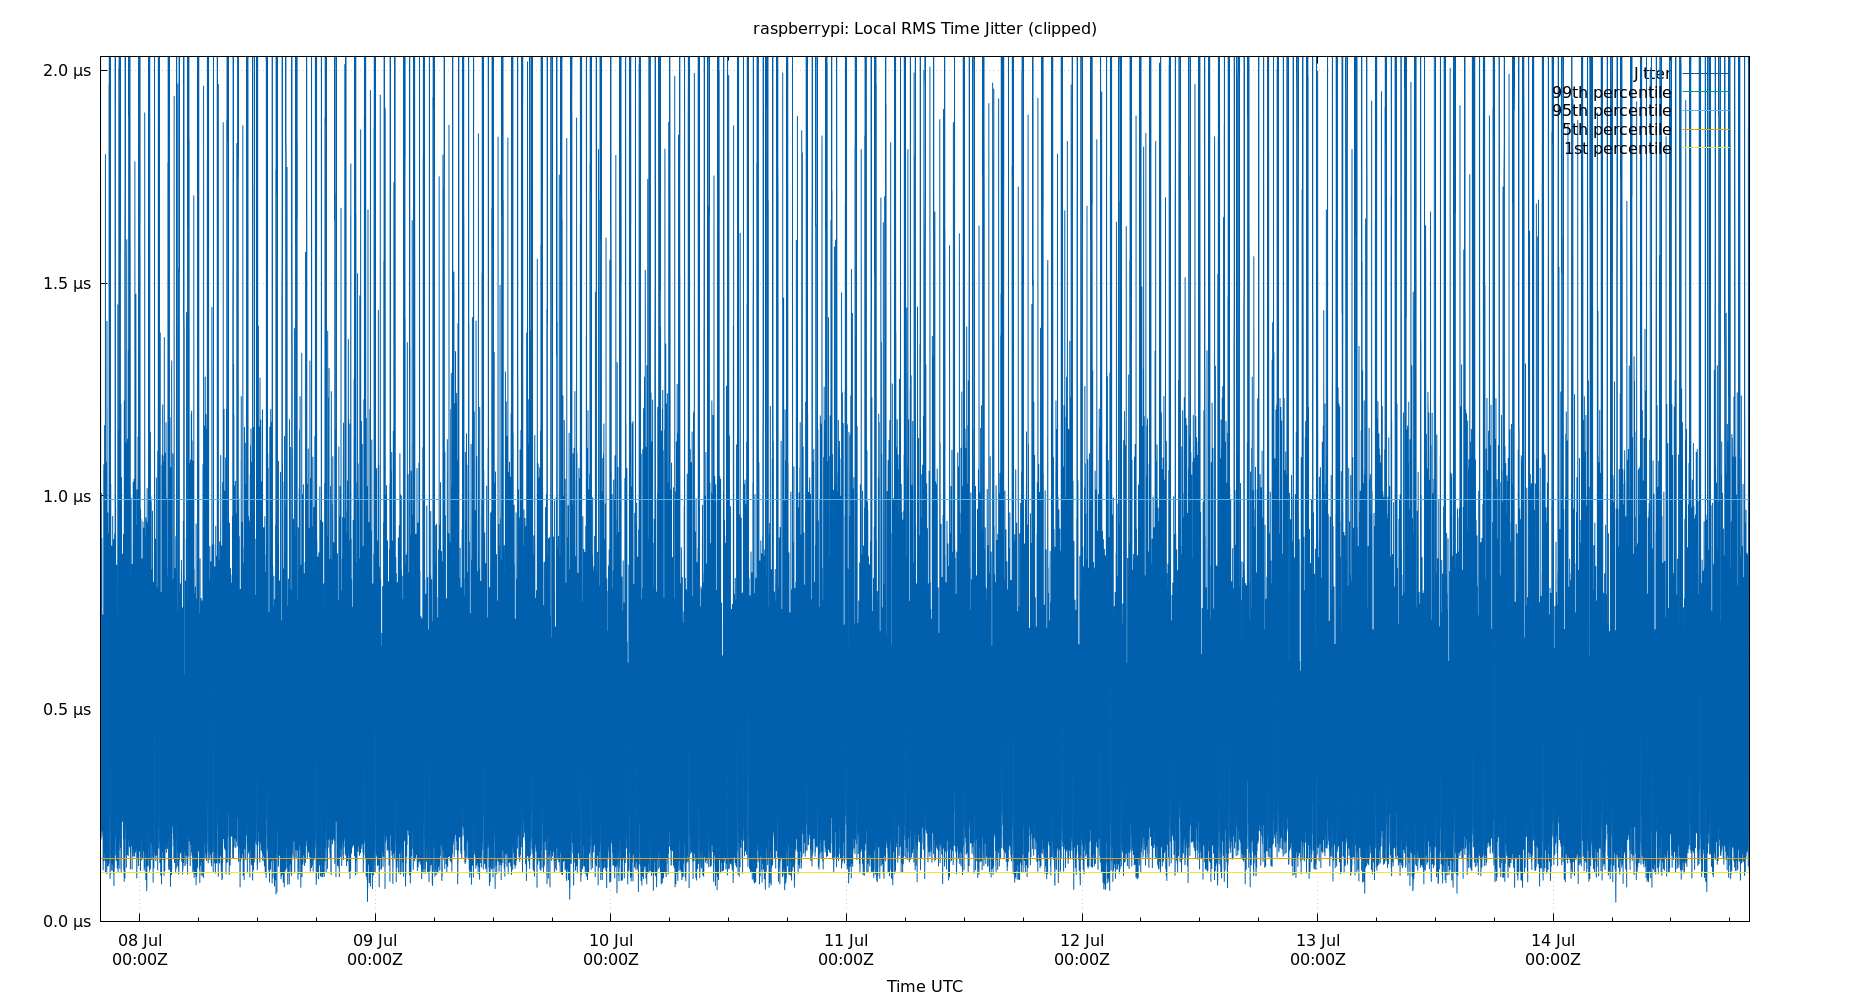 raspberrypi: Local RMS Time Jitter (clipped)
2.0 μs
1.5 μs
1.0 μs
0.5 μs
0.0 μs
Jitter
99th percentile
95th percentile
5th percentile
1st percentile
08 Jul 09 Jul 10 Jul 11 Jul 12 Jul 13 Jul 14 Jul
00:00Z 00:00Z 00:00Z 00:00Z 00:00Z 00:00Z 00:00Z
Time UTC